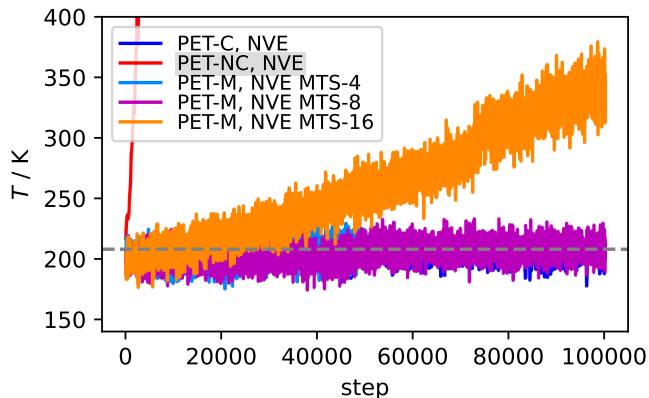 400
350
300
250
200
150
T / K
PET-C, NVE
PET-NC, NVE
PET-M, NVE MTS-4
PET-M, NVE MTS-8
PET-M, NVE MTS-16
0 20000 40000 60000 80000 100000
step